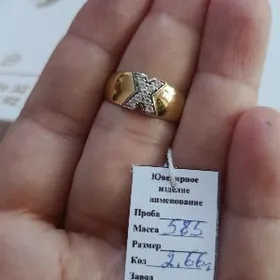 Ювелирное
изделие
наименование
Проба
Масса 585
Размер
Код 2,66г
Завод